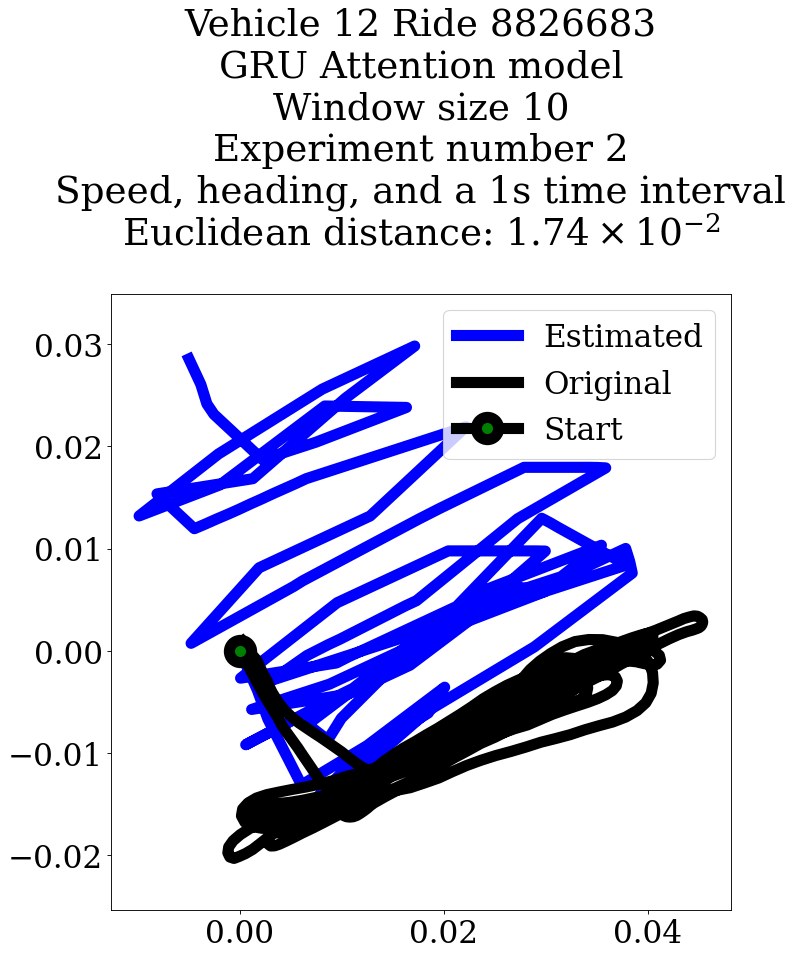 Vehicle 12 Ride 8826683
GRU Attention model
Window size 10
Experiment number 2
Speed, heading, and a 1s time interval
Euclidean distance: 1.74 × 10⁻²
Estimated
Original
Start
0.03
0.02
0.01
0.00
−0.01
−0.02
0.00 0.02 0.04